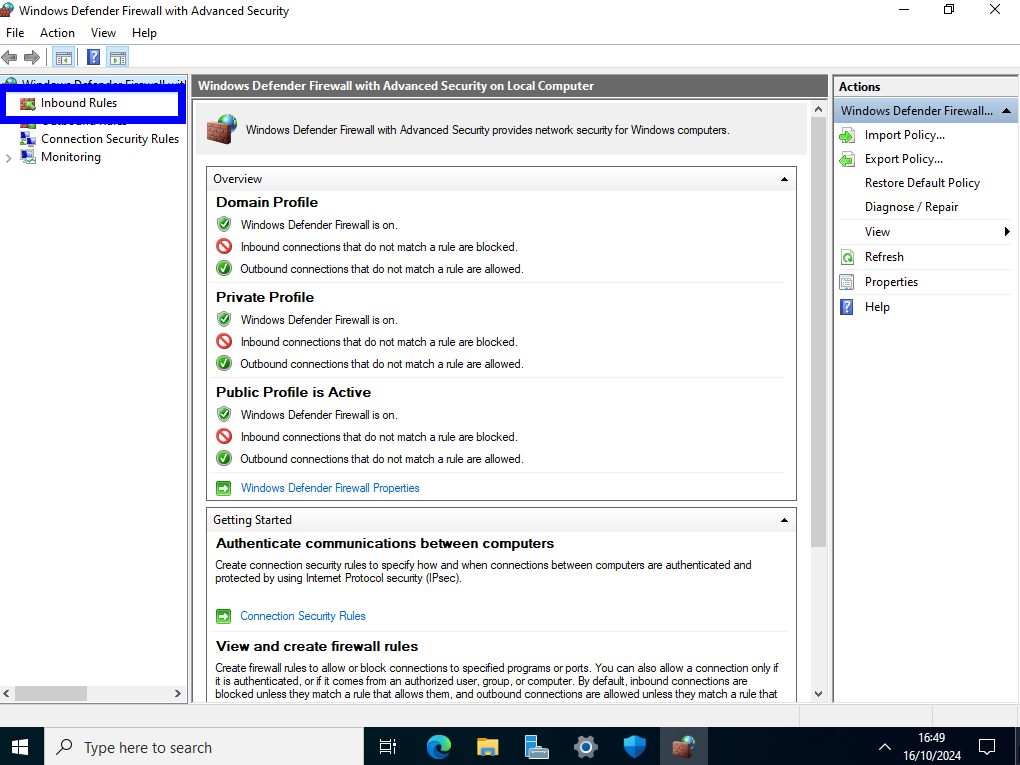 Windows Defender Firewall with Advanced Security
File Action View Help
Windows Defender Firewall with
Inbound Rules
Outbound Rules
Connection Security Rules
Monitoring
Windows Defender Firewall with Advanced Security on Local Computer
Windows Defender Firewall with Advanced Security provides network security for Windows computers.
Overview
Domain Profile
Windows Defender Firewall is on.
Inbound connections that do not match a rule are blocked.
Outbound connections that do not match a rule are allowed.
Private Profile
Windows Defender Firewall is on.
Inbound connections that do not match a rule are blocked.
Outbound connections that do not match a rule are allowed.
Public Profile is Active
Windows Defender Firewall is on.
Inbound connections that do not match a rule are blocked.
Outbound connections that do not match a rule are allowed.
Windows Defender Firewall Properties
Getting Started
Authenticate communications between computers
Create connection security rules to specify how and when connections between computers are authenticated and
protected by using Internet Protocol security (IPsec).
Connection Security Rules
View and create firewall rules
Create firewall rules to allow or block connections to specified programs or ports. You can also allow a connection only if
it is authenticated, or if it comes from an authorized user, group, or computer. By default, inbound connections are
blocked unless they match a rule that allows them, and outbound connections are allowed unless they match a rule that
Actions
Windows Defender Firewall...
Import Policy...
Export Policy...
Restore Default Policy
Diagnose / Repair
View
Refresh
Properties
Help
Type here to search
16:49
16/10/2024